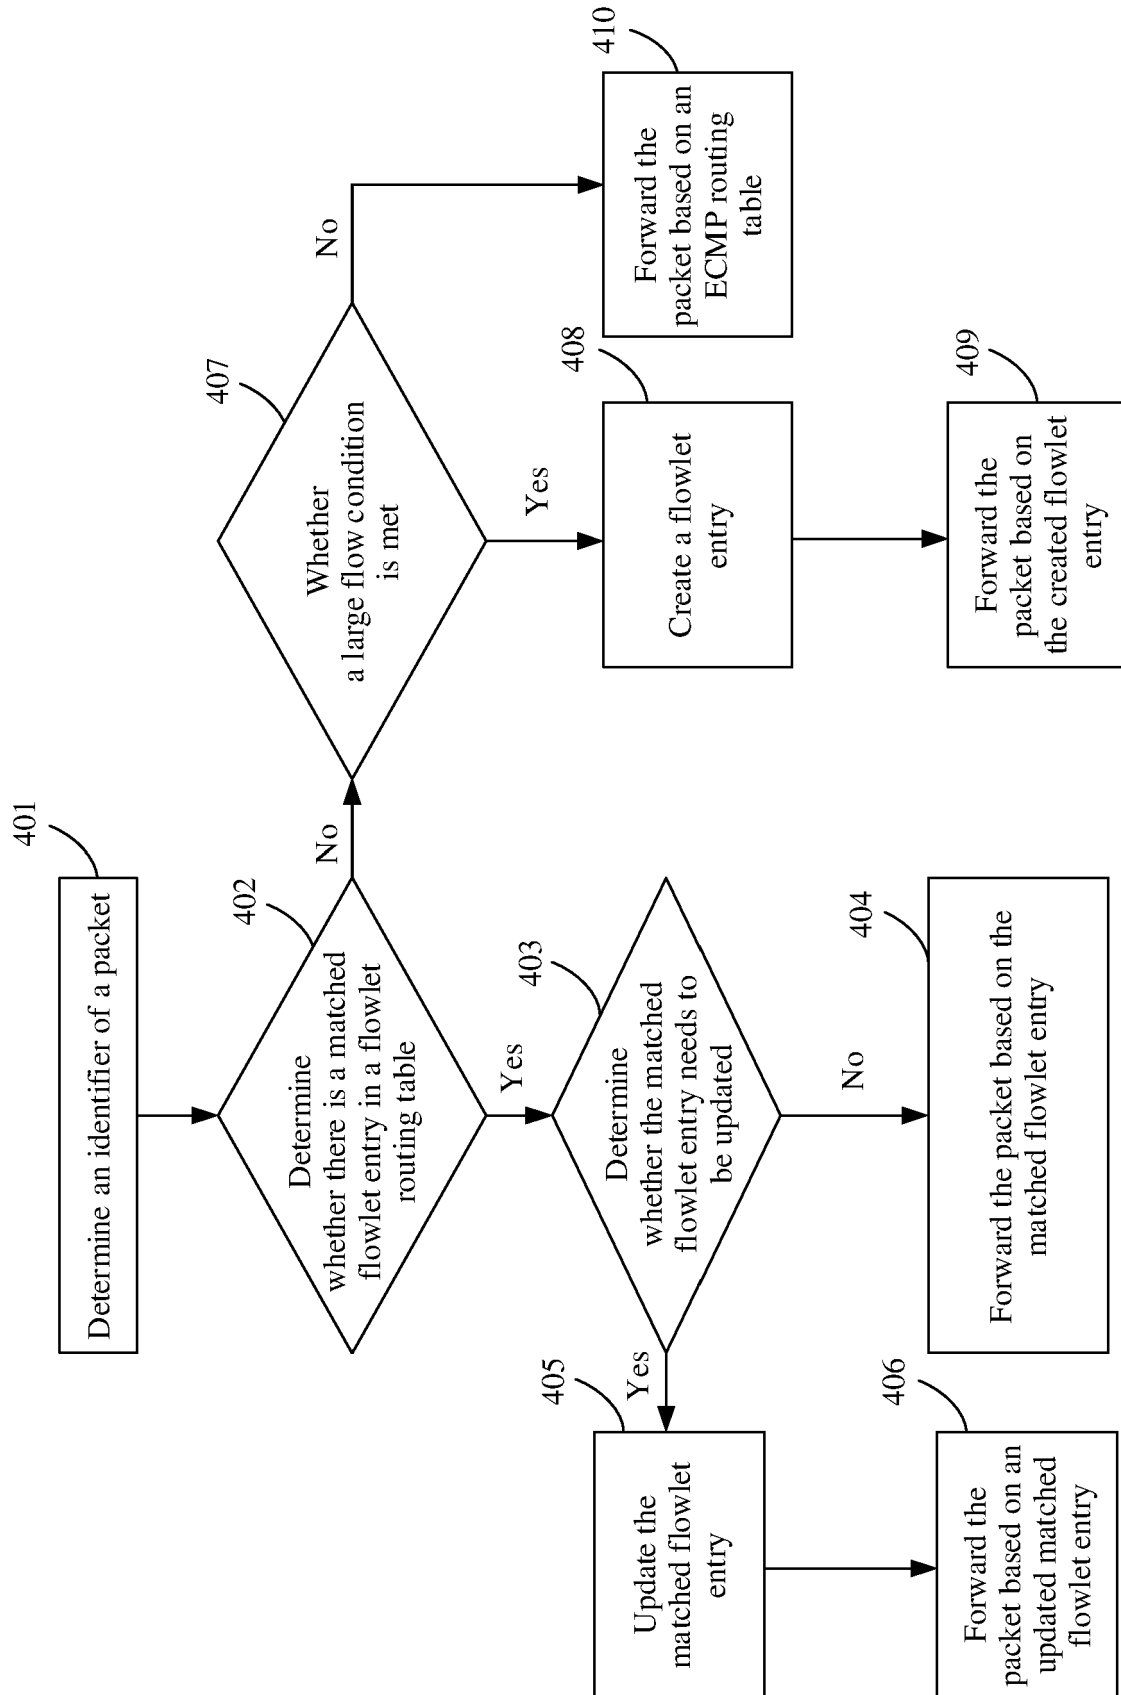 401
Determine an identifier of a packet
402
Determine
whether there is a matched
flowlet entry in a flowlet
routing table
No
Yes
407
Whether
a large flow condition
is met
No
Yes
403
Determine
whether the matched
flowlet entry needs to
be updated
Yes
No
405
Update the
matched flowlet
entry
408
Create a flowlet
entry
410
Forward the
packet based on an
ECMP routing
table
406
Forward the
packet based on an
updated matched
flowlet entry
404
Forward the packet based on the
matched flowlet entry
409
Forward the
packet based on
the created flowlet
entry